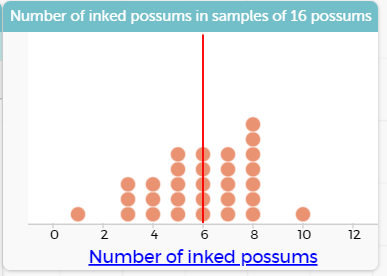 Number of inked possums in samples of 16 possums
0 2 4 6 8 10 12
Number of inked possums